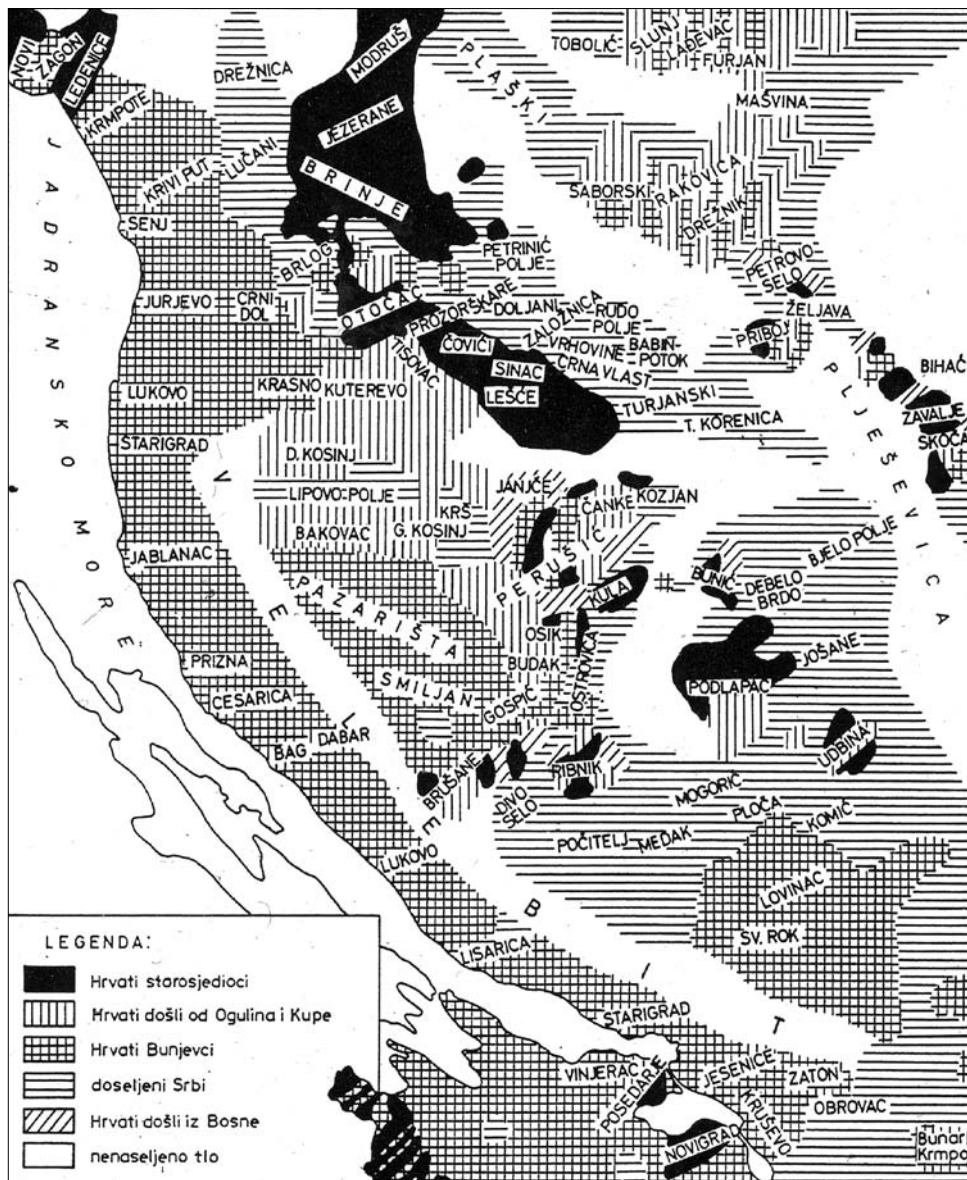 NOVI
ZAGON
LEDENICE
KRMPOTE
DREŽNICA
MODRUŠ
PLAŠKI
TOBOLIĆ
SLUNJ
FURJAN
MAŠVINA
JEZERANE
BRINJE
LUČANI
KRIVI PUT
SENJ
SABORSKI
RAKOVICA
DREŽNIK
PETROVO
SELO
ŽELJAVA
PRIBOJ
BIHAĆ
ZAVALJE
BRLOG
PETRINIĆ
POLJE
JURJEVO
CRNI
DOL
OTOČAC
PROZOR
ŠKARE
DOLJANI
ZALOŽNICA
RUDO
POLJE
VRHOVINE
BABIN-
POTOK
CRNA VLAST
TISOVAC
ČOVIĆI
SINAC
LEŠĆE
TURJANSKI
T. KORENICA
LUKOVO
KRASNO
KUTEREVO
STARIGRAD
D. KOSINJ
LIPOVO-POLJE
KRŠ
BAKOVAC
G. KOSINJ
JANJČE
ČANKE
KOZJAN
PERUŠIĆ
KULA
BUNIĆ
DEBELO
BRDO
BJELO POLJE
PLJEŠEVICA
JADRANSKO MORE
JABLANAC
PAZARIŠTA
OSIK
BUDAK
OSTROVICA
JOŠANE
PODLAPAČ
UDBINA
PRIZNA
CESARICA
SMILJAN
GOSPIĆ
BAG
DABAR
BRUŠANE
DIVO
SELO
RIBNIK
MOGORIĆ
PLOČA
KOMIĆ
POČITELJ
MEDAK
LUKOVO
VELEBIT
LOVINAC
SV. ROK
LISARICA
STARIGRAD
VINJERAC
POSEDARJE
JESENICE
ZATON
OBROVAC
KRUŠEVO
NOVIGRAD
LEGENDA:
Hrvati starosjedioci
Hrvati došli od Ogulina i Kupe
Hrvati Bunjevci
doseljeni Srbi
Hrvati došli iz Bosne
nenaseljeno tlo